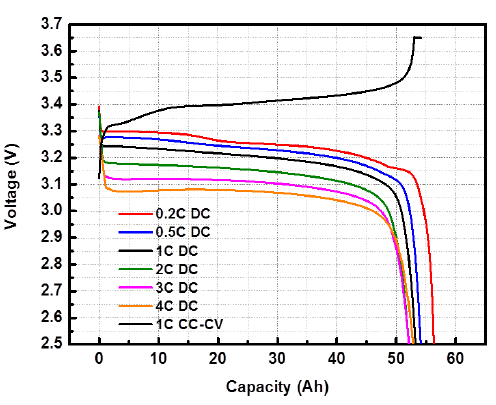 3.7
3.6
3.5
3.4
3.3
3.2
3.1
3.0
2.9
2.8
2.7
2.6
2.5
Voltage (V)
0.2C DC
0.5C DC
1C DC
2C DC
3C DC
4C DC
1C CC-CV
0 10 20 30 40 50 60
Capacity (Ah)